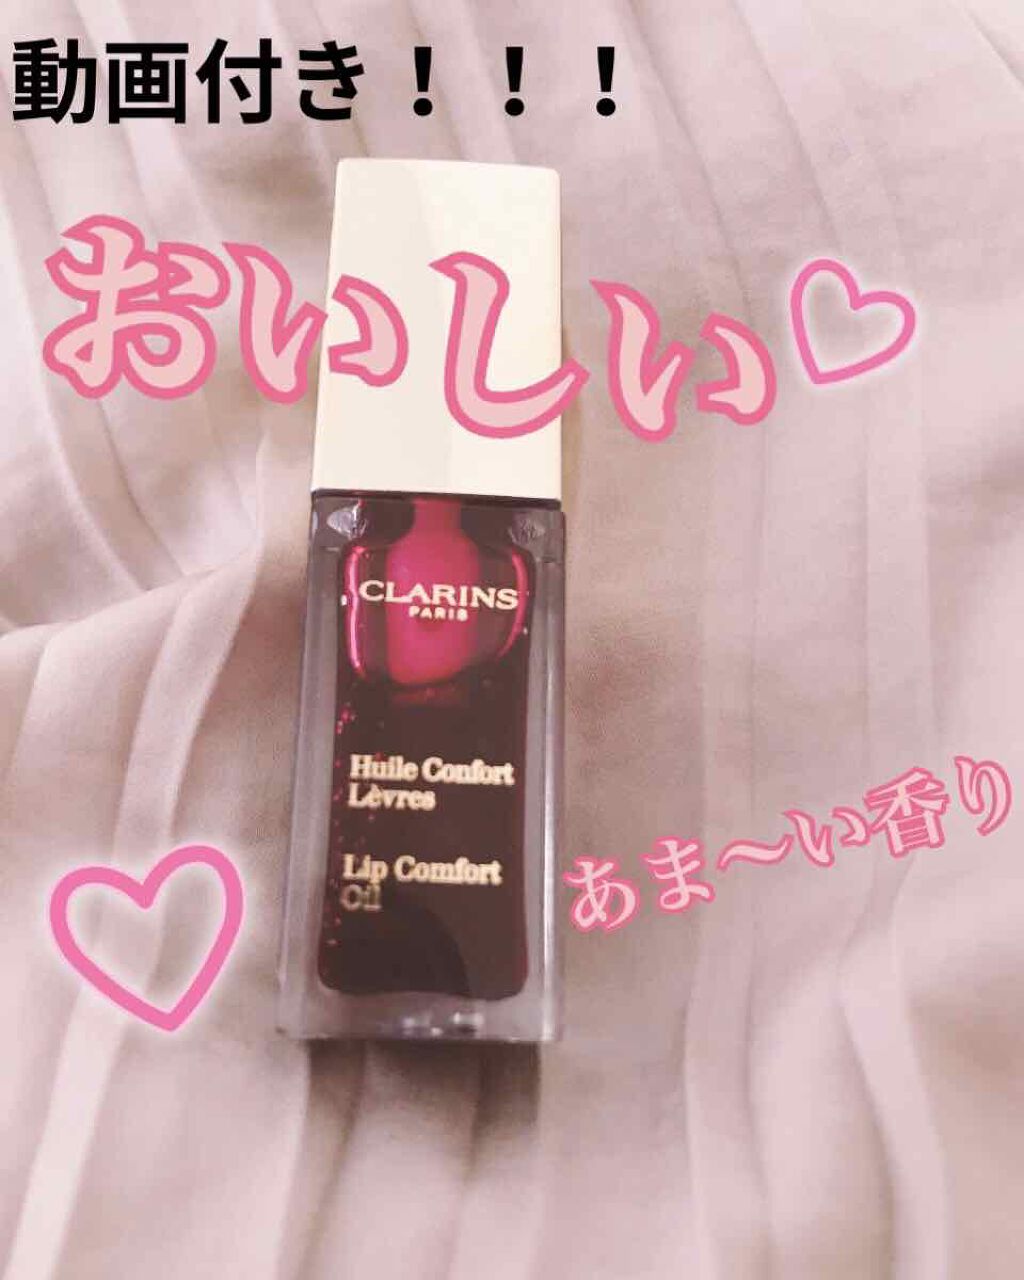 動画付き！！！
おいしい♡
CLARINS
PARIS
Huile Confort
Lèvres
Lip Comfort
Oil
あま〜い香り